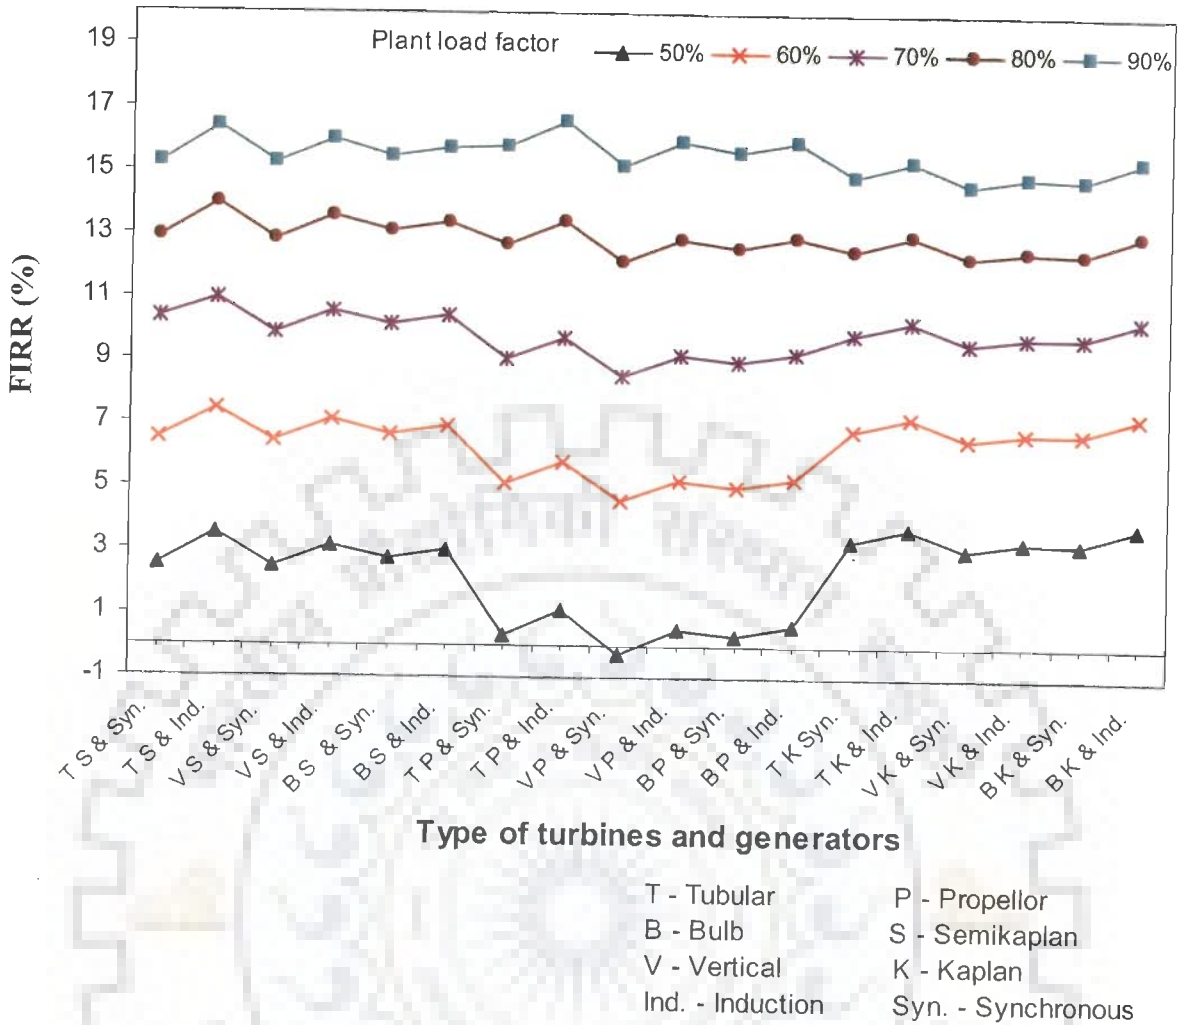 Plant load factor 50% 60% 70% 80% 90%
19
17
15
13
11
9
7
5
3
1
-1
FIRR (%)
T S & Syn.
T S & Ind.
V S & Syn.
V S & Ind.
B S & Syn.
B S & Ind.
T P & Syn.
T P & Ind.
V P & Syn.
V P & Ind.
B P & Syn.
B P & Ind.
T K Syn.
T K & Ind.
V K & Syn.
V K & Ind.
B K & Syn.
B K & Ind.
Type of turbines and generators
T - Tubular P - Propellor
B - Bulb S - Semikaplan
V - Vertical K - Kaplan
Ind. - Induction Syn. - Synchronous